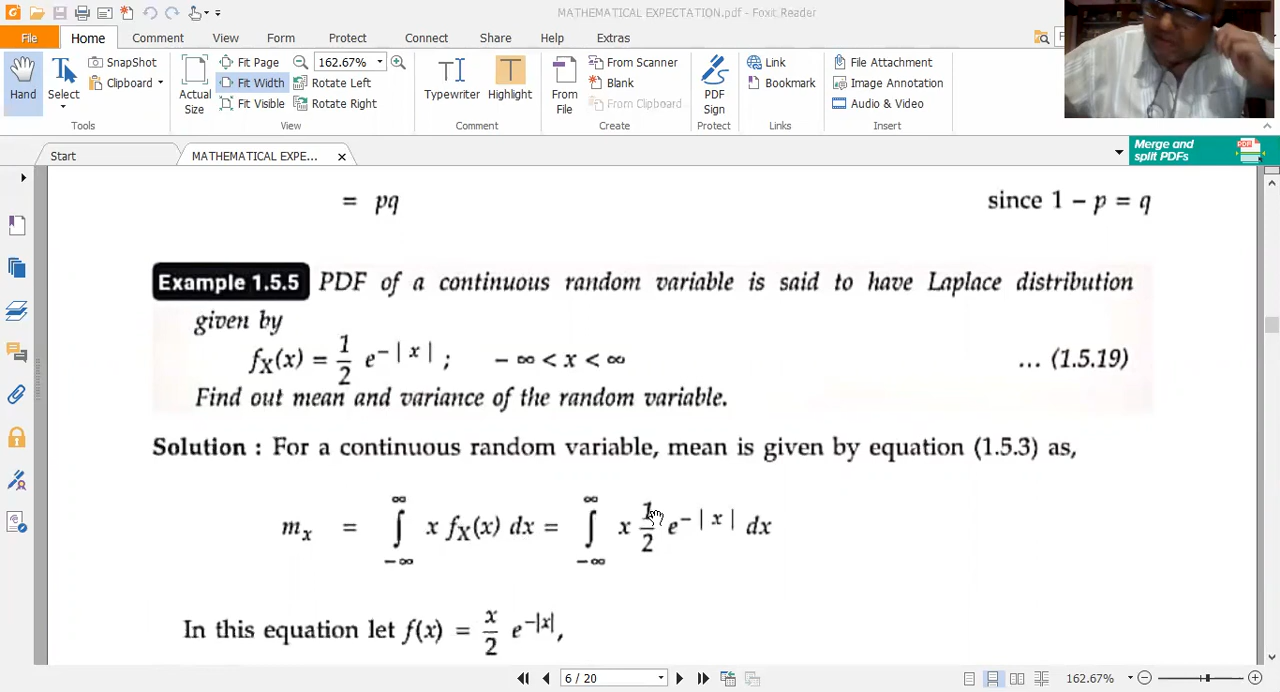 MATHEMATICAL EXPECTATION.pdf - Foxit Reader
File Home Comment View Form Protect Connect Share Help Extras
Hand Select SnapShot Clipboard Actual Size Fit Page Fit Width Fit Visible 162.67% Rotate Left Rotate Right Typewriter Highlight From File From Scanner Blank From Clipboard PDF Sign Link Bookmark File Attachment Image Annotation Audio & Video
Tools View Comment Create Protect Links Insert
Start MATHEMATICAL EXPE... Merge and split PDFs
= pq since 1 – p = q
Example 1.5.5 PDF of a continuous random variable is said to have Laplace distribution
given by
fX(x) = 1/2 e^{–|x|} ; – ∞ < x < ∞ ... (1.5.19)
Find out mean and variance of the random variable.
Solution : For a continuous random variable, mean is given by equation (1.5.3) as,
mx = ∫_{–∞}^{∞} x fX(x) dx = ∫_{–∞}^{∞} x 1/2 e^{–|x|} dx
In this equation let f(x) = x/2 e^{–|x|},
6 / 20 162.67%